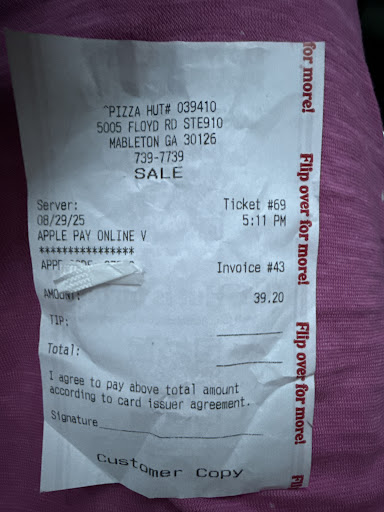 ^PIZZA HUT# 039410
5005 FLOYD RD STE910
MABLETON GA 30126
739-7739
SALE
Server: Ticket #69
08/29/25 5:11 PM
APPLE PAY ONLINE V
****************
Invoice #43
AMOUNT: 39.20
TIP:
Total:
I agree to pay above total amount
according to card issuer agreement.
Signature
Customer Copy
for more!
Flip over for more!
Flip over for more!